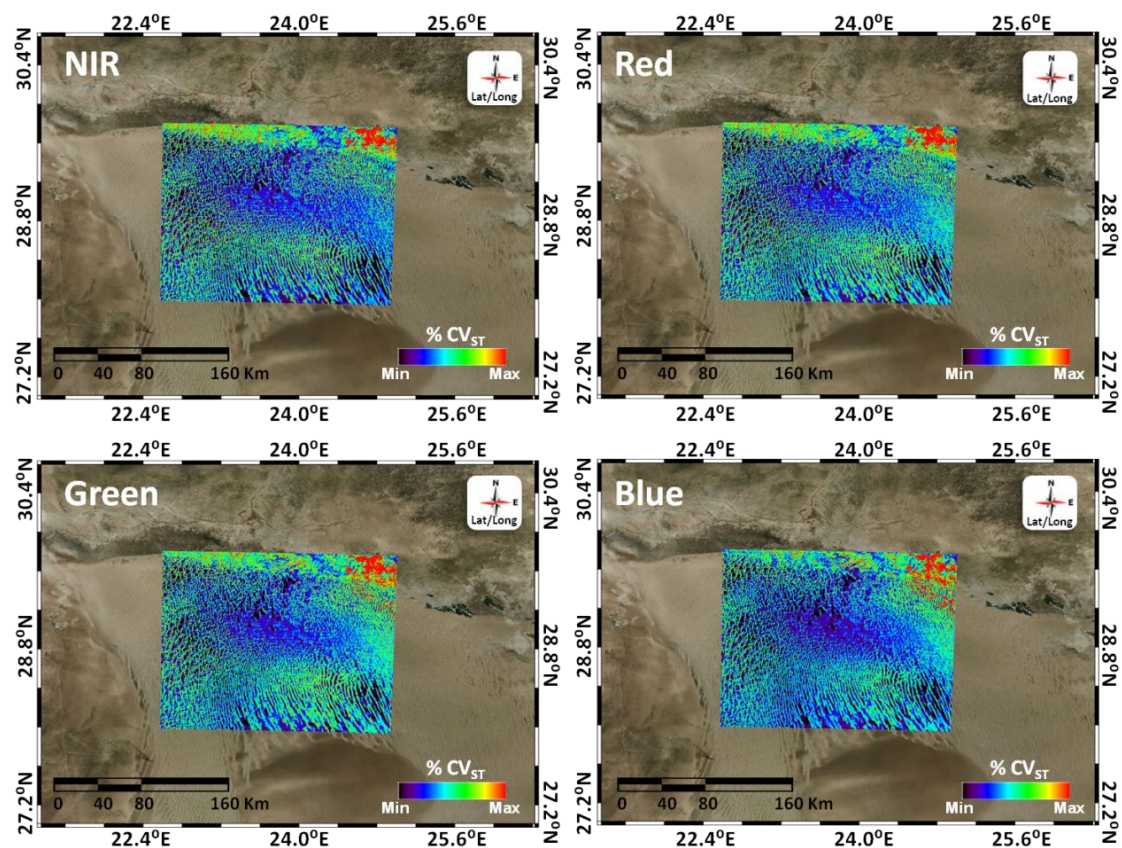 22.4°E 24.0°E 25.6°E
22.4°E 24.0°E 25.6°E
30.4°N 28.8°N 27.2°N
NIR
N
E
Lat/Long
% CV_ST
Min Max
0 40 80 160 Km
30.4°N 28.8°N 27.2°N
30.4°N 28.8°N 27.2°N
Red
N
E
Lat/Long
% CV_ST
Min Max
0 40 80 160 Km
30.4°N 28.8°N 27.2°N
22.4°E 24.0°E 25.6°E
22.4°E 24.0°E 25.6°E
22.4°E 24.0°E 25.6°E
22.4°E 24.0°E 25.6°E
30.4°N 28.8°N 27.2°N
Green
N
E
Lat/Long
% CV_ST
Min Max
0 40 80 160 Km
30.4°N 28.8°N 27.2°N
30.4°N 28.8°N 27.2°N
Blue
N
E
Lat/Long
% CV_ST
Min Max
0 40 80 160 Km
30.4°N 28.8°N 27.2°N
22.4°E 24.0°E 25.6°E
22.4°E 24.0°E 25.6°E